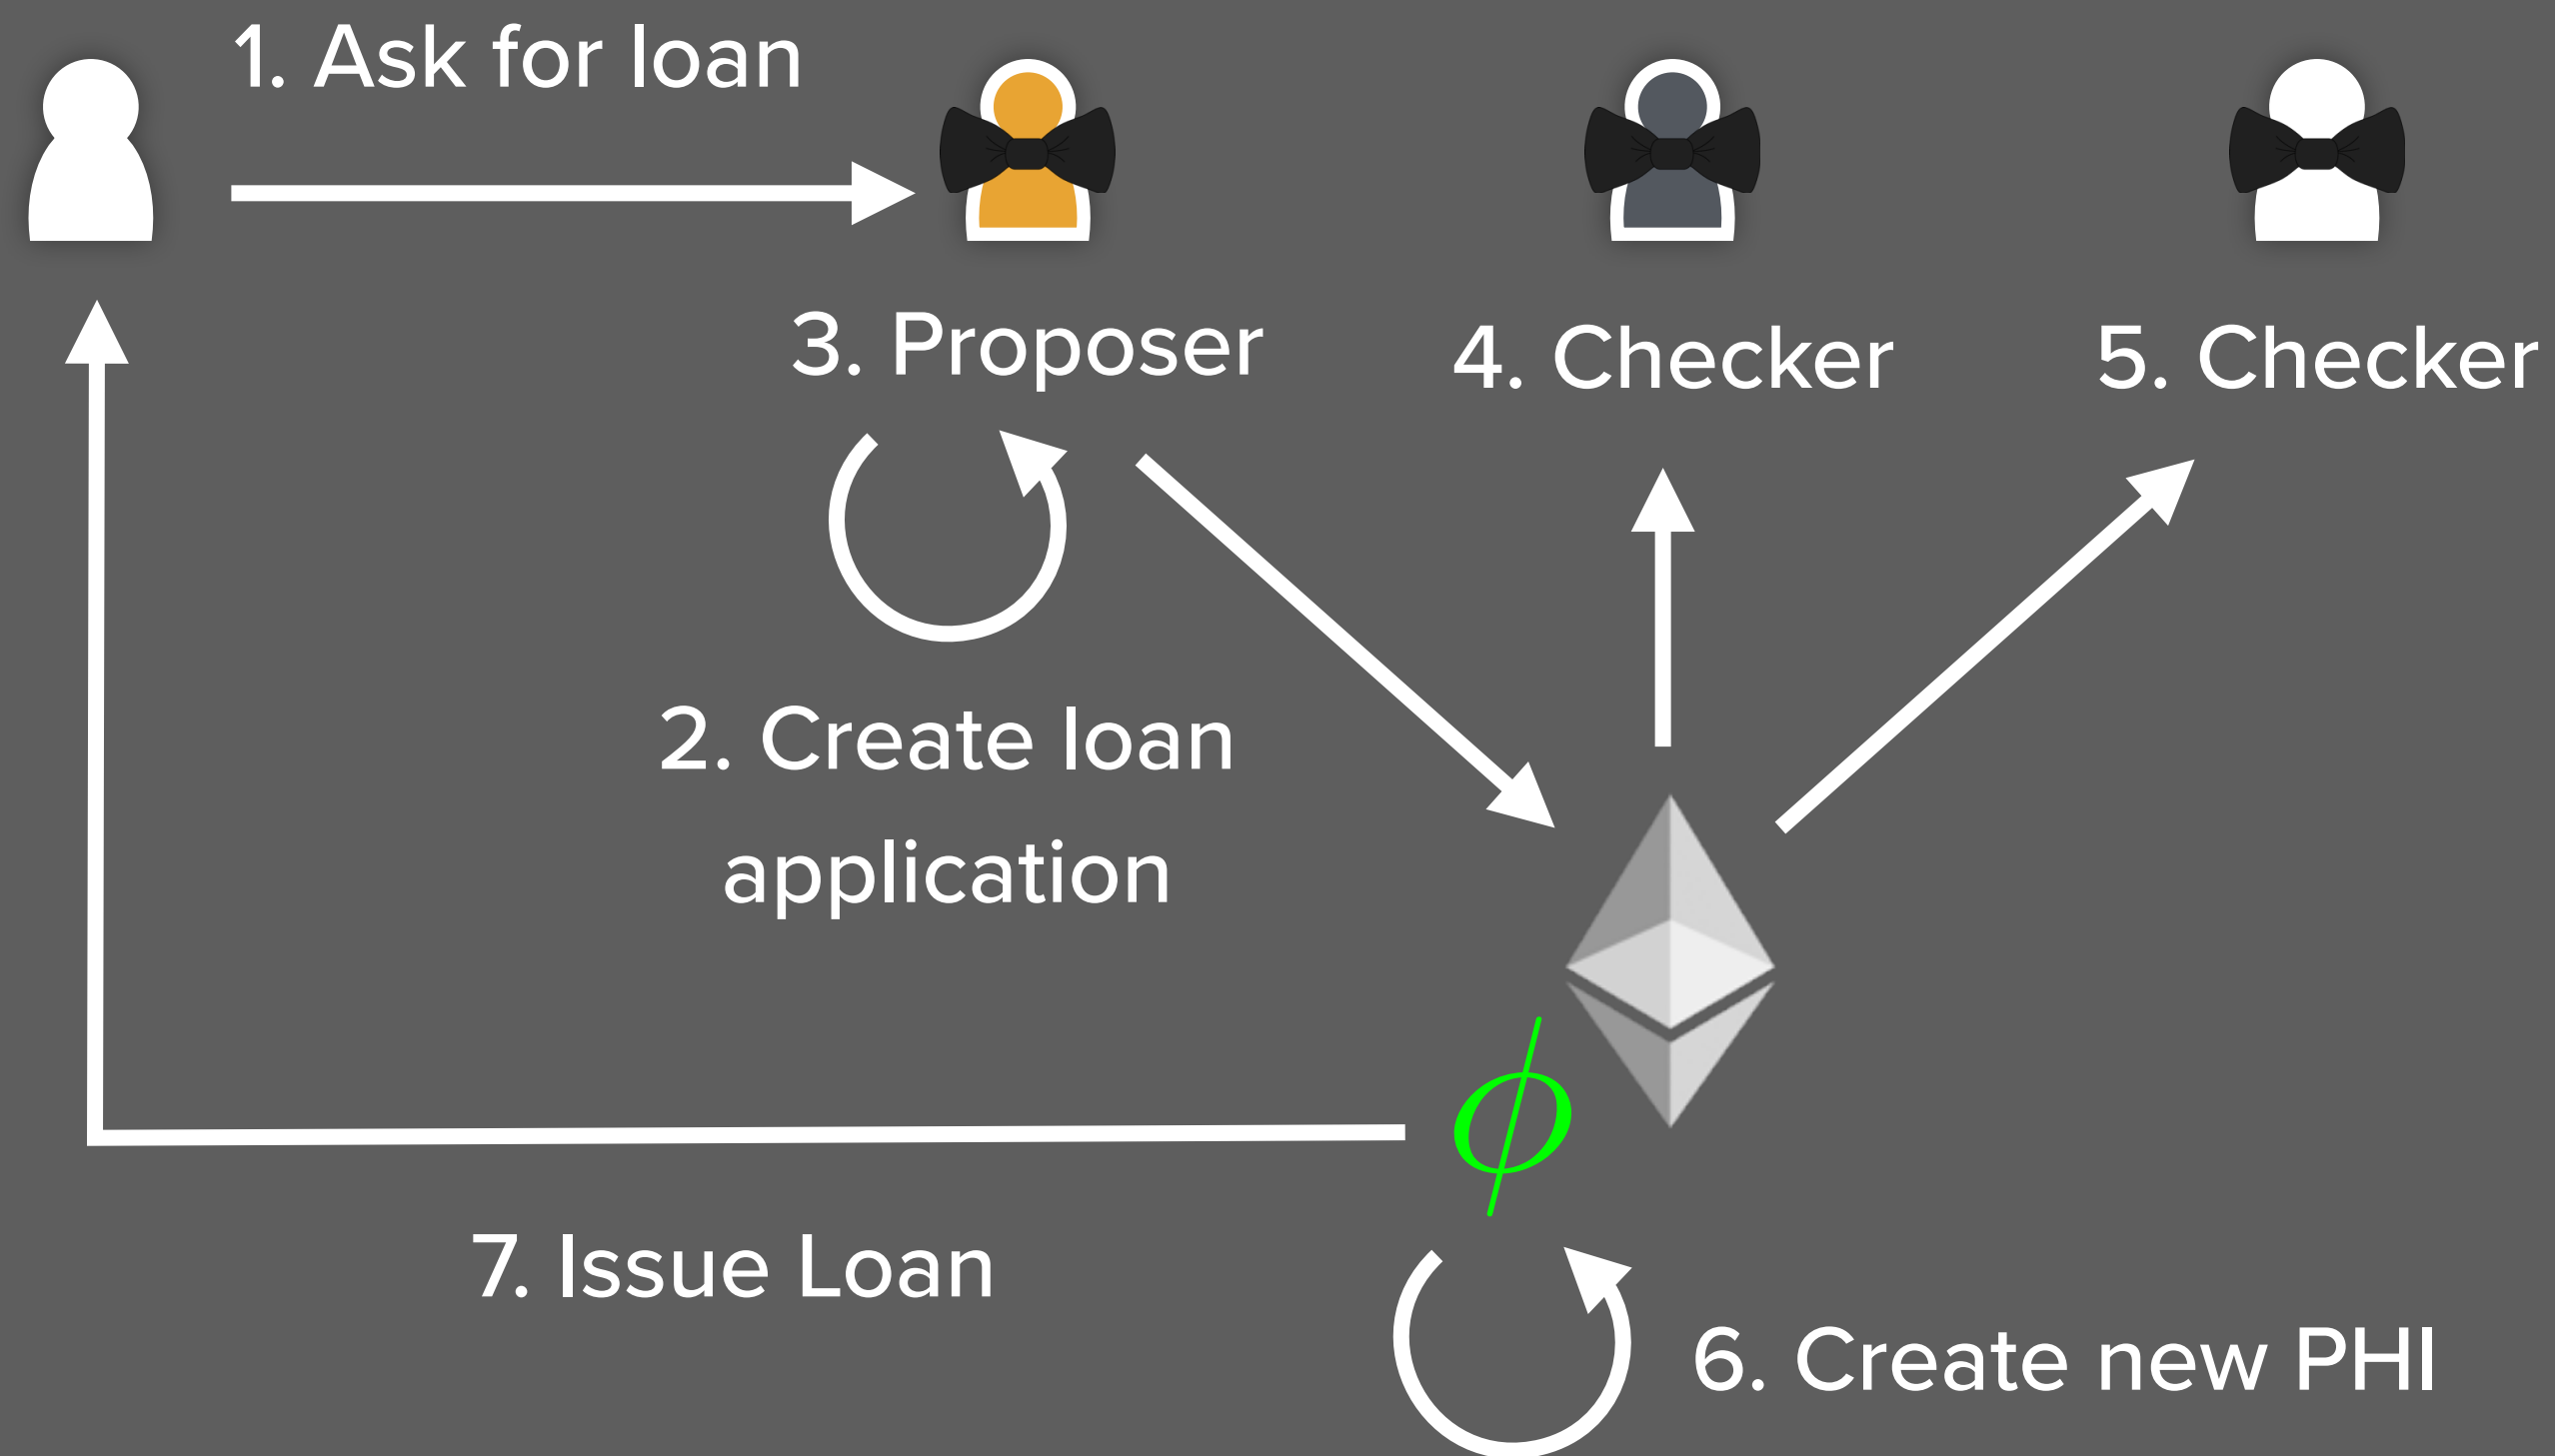 1. Ask for loan
3. Proposer
4. Checker
5. Checker
2. Create loan
application
ϕ
7. Issue Loan
6. Create new PHI